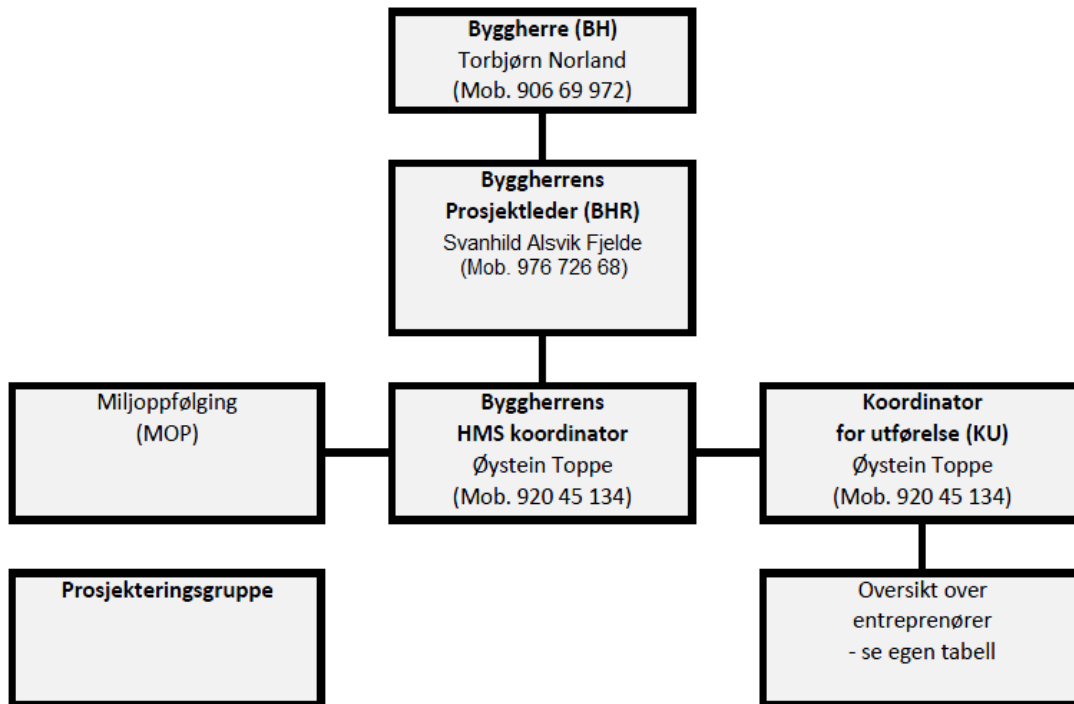 Byggherre (BH)
Torbjørn Norland
(Mob. 906 69 972)
Byggherrens
Prosjektleder (BHR)
Svanhild Alsvik Fjelde
(Mob. 976 726 68)
Miljoppfølging
(MOP)
Byggherrens
HMS koordinator
Øystein Toppe
(Mob. 920 45 134)
Koordinator
for utførelse (KU)
Øystein Toppe
(Mob. 920 45 134)
Prosjekteringsgruppe
Oversikt over
entreprenører
- se egen tabell